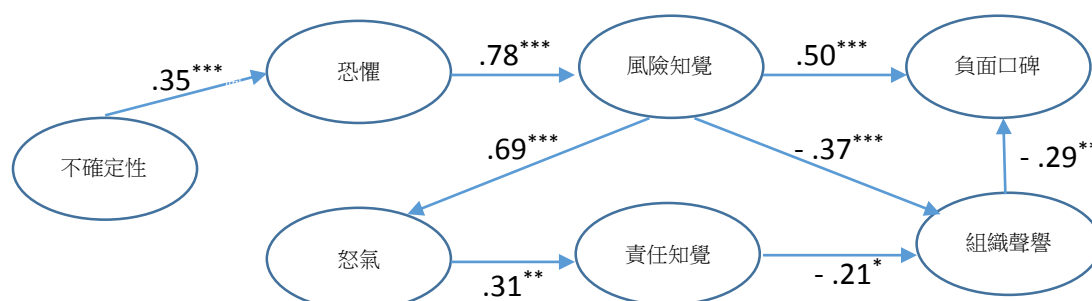 恐懼
.78***
風險知覺
.50***
負面口碑
.35***
不確定性
.69***
- .37***
- .29**
怒氣
.31**
責任知覺
- .21*
組織聲譽